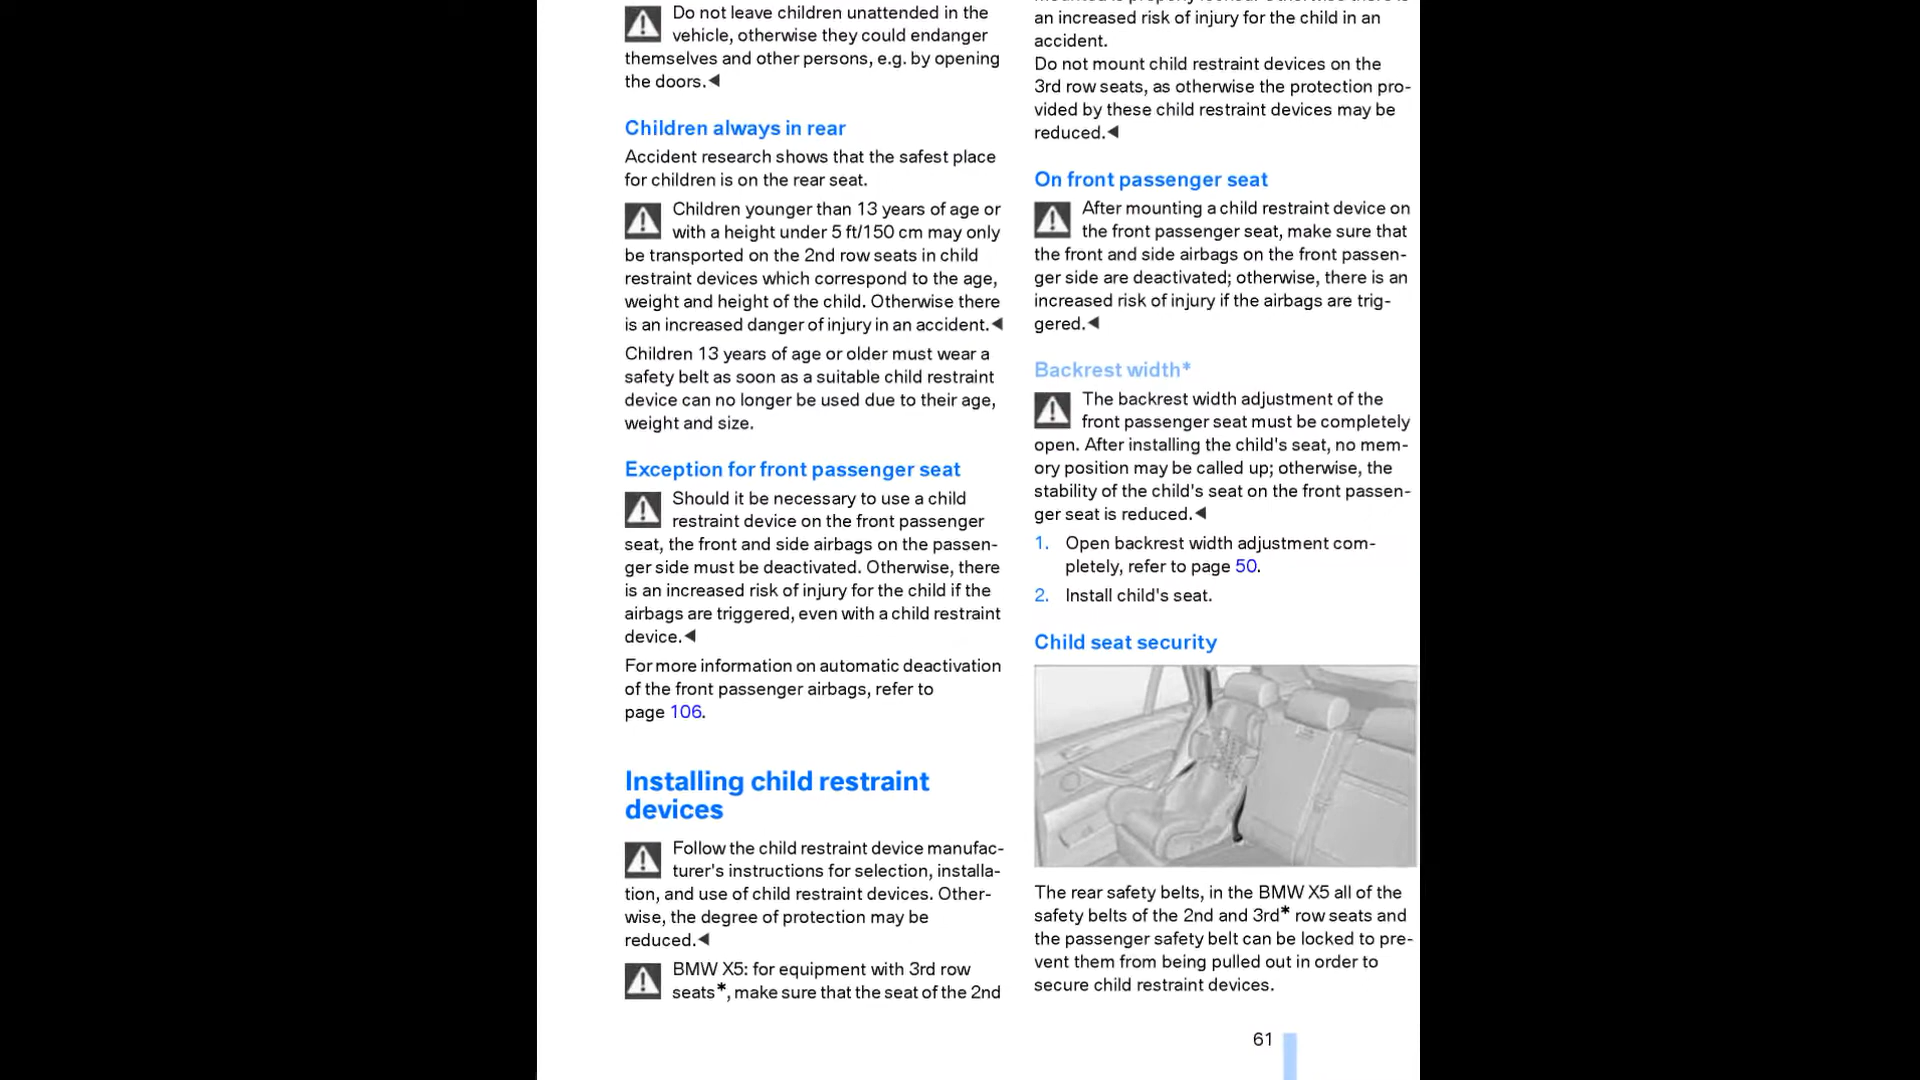 Do not leave children unattended in the
vehicle, otherwise they could endanger
themselves and other persons, e.g. by opening
the doors.◀
Children always in rear
Accident research shows that the safest place
for children is on the rear seat.
Children younger than 13 years of age or
with a height under 5 ft/150 cm may only
be transported on the 2nd row seats in child
restraint devices which correspond to the age,
weight and height of the child. Otherwise there
is an increased danger of injury in an accident.◀
Children 13 years of age or older must wear a
safety belt as soon as a suitable child restraint
device can no longer be used due to their age,
weight and size.
Exception for front passenger seat
Should it be necessary to use a child
restraint device on the front passenger
seat, the front and side airbags on the passen-
ger side must be deactivated. Otherwise, there
is an increased risk of injury for the child if the
airbags are triggered, even with a child restraint
device.◀
For more information on automatic deactivation
of the front passenger airbags, refer to
page 106.
Installing child restraint
devices
Follow the child restraint device manufac-
turer's instructions for selection, installa-
tion, and use of child restraint devices. Other-
wise, the degree of protection may be
reduced.◀
BMW X5: for equipment with 3rd row
seats*, make sure that the seat of the 2nd
an increased risk of injury for the child in an
accident.
Do not mount child restraint devices on the
3rd row seats, as otherwise the protection pro-
vided by these child restraint devices may be
reduced.◀
On front passenger seat
After mounting a child restraint device on
the front passenger seat, make sure that
the front and side airbags on the front passen-
ger side are deactivated; otherwise, there is an
increased risk of injury if the airbags are trig-
gered.◀
Backrest width*
The backrest width adjustment of the
front passenger seat must be completely
open. After installing the child's seat, no mem-
ory position may be called up; otherwise, the
stability of the child's seat on the front passen-
ger seat is reduced.◀
1. Open backrest width adjustment com-
pletely, refer to page 50.
2. Install child's seat.
Child seat security
The rear safety belts, in the BMW X5 all of the
safety belts of the 2nd and 3rd* row seats and
the passenger safety belt can be locked to pre-
vent them from being pulled out in order to
secure child restraint devices.
61